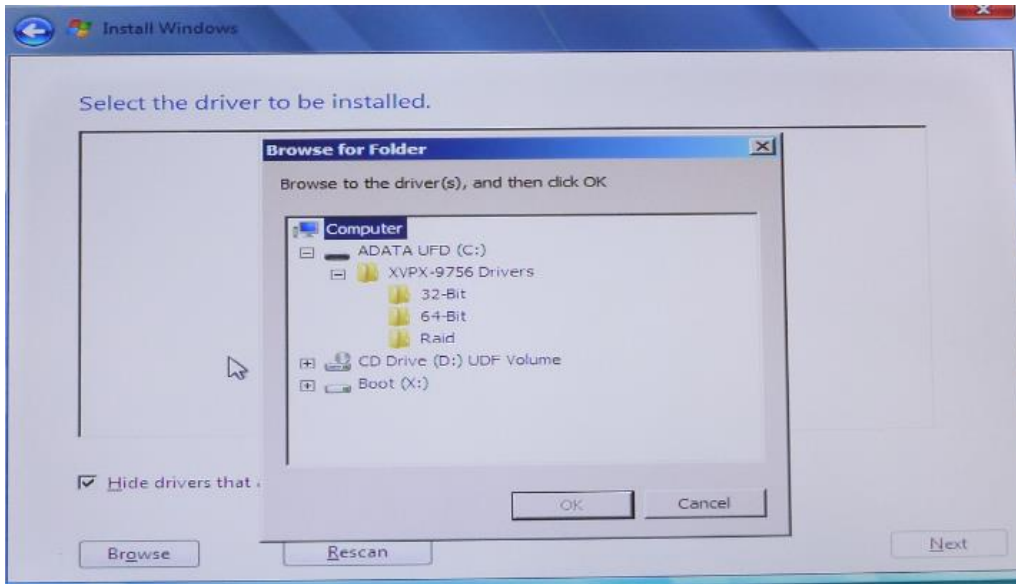 Install Windows
Select the driver to be installed.
Browse for Folder
Browse to the driver(s), and then click OK
Computer
ADATA UFD (C:)
XVPX-9756 Drivers
32-Bit
64-Bit
Raid
CD Drive (D:) UDF Volume
Boot (X:)
Hide drivers that
OK
Cancel
Browse
Rescan
Next